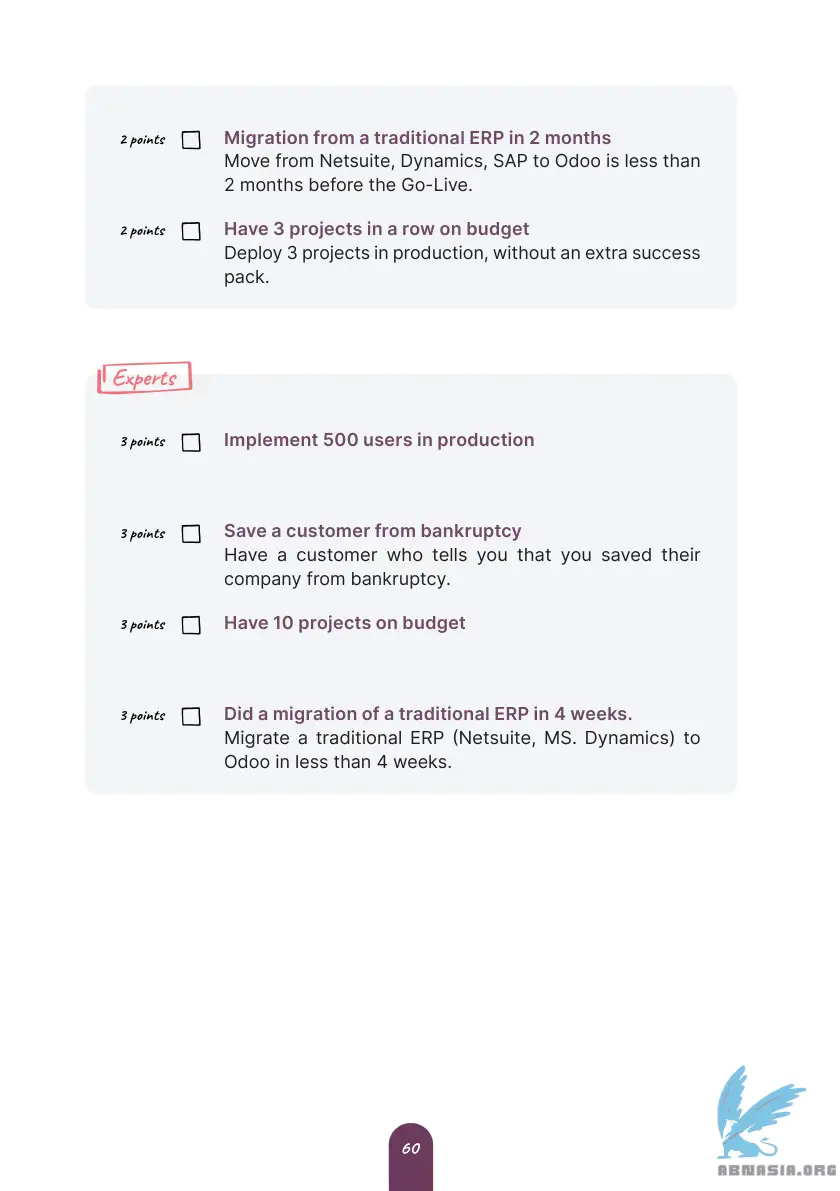 2 points Migration from a traditional ERP in 2 months
Move from Netsuite, Dynamics, SAP to Odoo is less than
2 months before the Go-Live.
2 points Have 3 projects in a row on budget
Deploy 3 projects in production, without an extra success
pack.
Experts
3 points Implement 500 users in production
3 points Save a customer from bankruptcy
Have a customer who tells you that you saved their
company from bankruptcy.
3 points Have 10 projects on budget
3 points Did a migration of a traditional ERP in 4 weeks.
Migrate a traditional ERP (Netsuite, MS. Dynamics) to
Odoo in less than 4 weeks.
60
ABNASIA.ORG